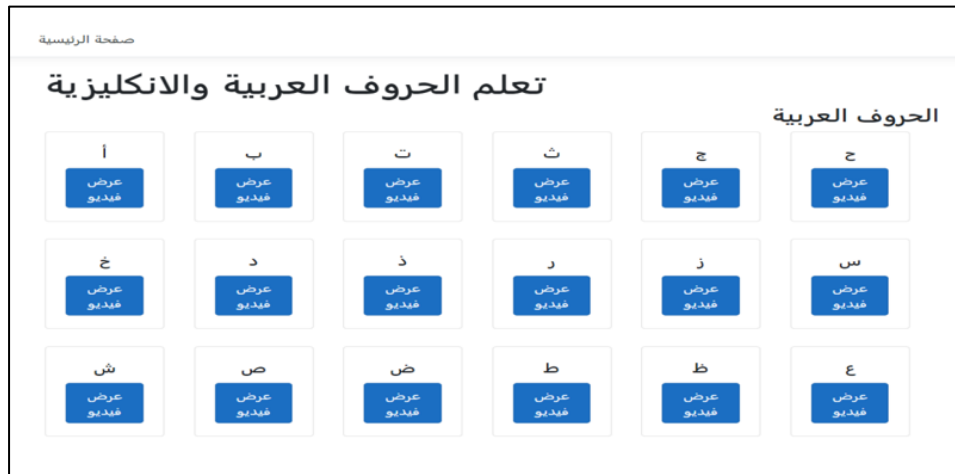 صفحة الرئيسية
تعلم الحروف العربية والانكليزية
الحروف العربية
أ ب ت ث ج ح
عرض عرض عرض عرض عرض عرض
فيديو فيديو فيديو فيديو فيديو فيديو
خ د ذ ر ز س
عرض عرض عرض عرض عرض عرض
فيديو فيديو فيديو فيديو فيديو فيديو
ش ص ض ط ظ ع
عرض عرض عرض عرض عرض عرض
فيديو فيديو فيديو فيديو فيديو فيديو